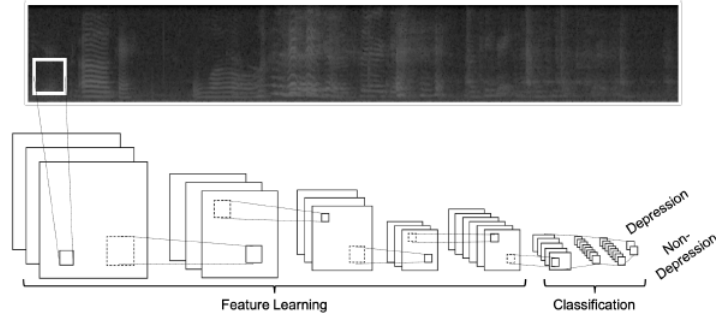 Depression
Non-
Depression
Feature Learning
Classification